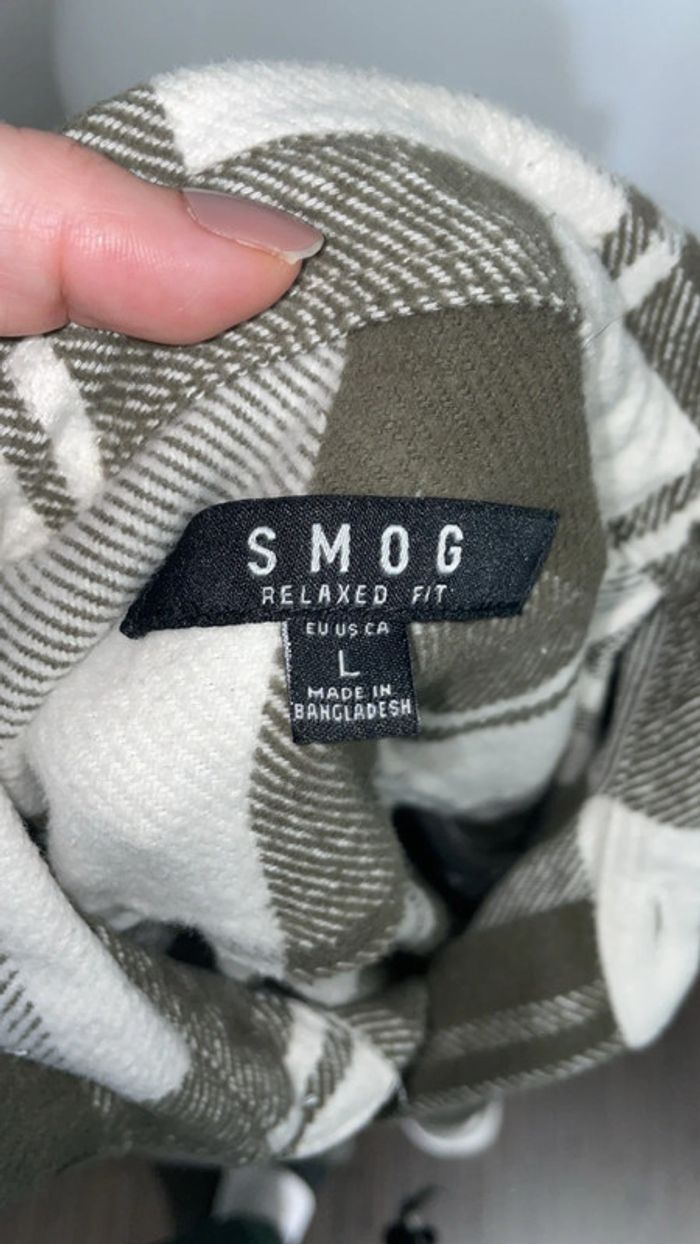 SMOG
RELAXED FIT
EU US CA
L
MADE IN
BANGLADESH